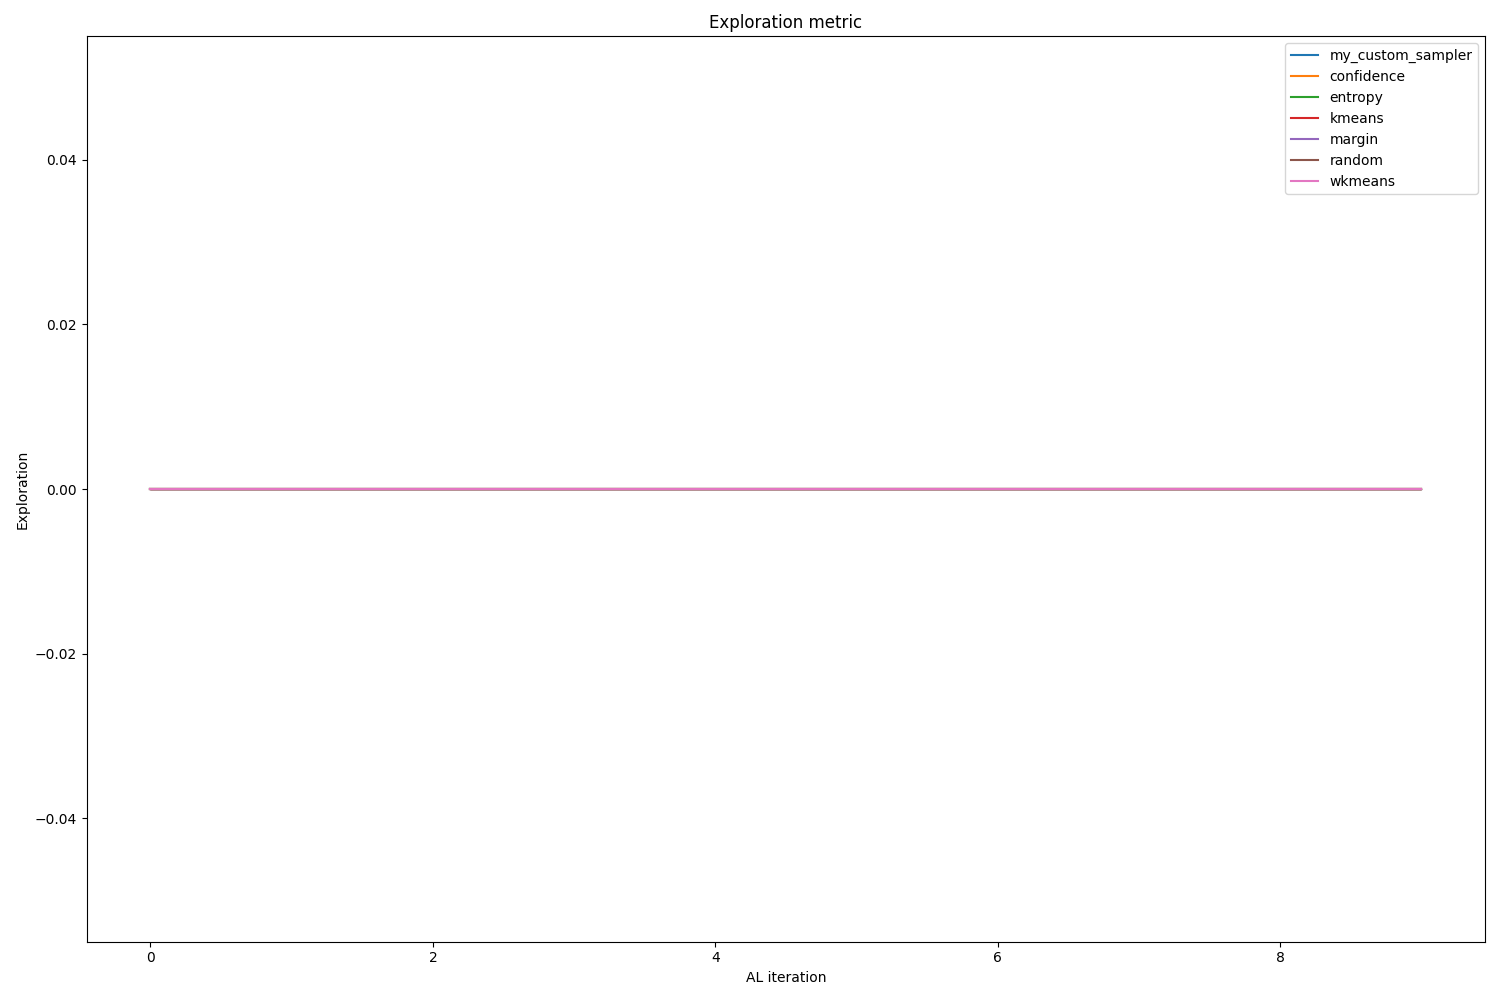 Exploration metric
my_custom_sampler
confidence
entropy
kmeans
margin
random
wkmeans
Exploration
0.04
0.02
0.00
−0.02
−0.04
0 2 4 6 8
AL iteration